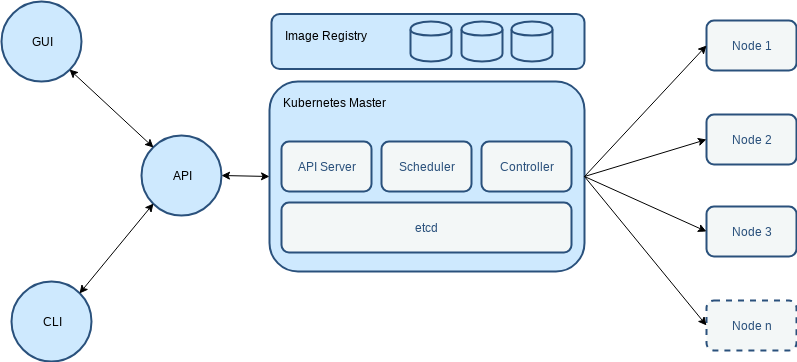 GUI
Image Registry
Node 1
Kubernetes Master
Node 2
API
API Server
Scheduler
Controller
etcd
Node 3
CLI
Node n